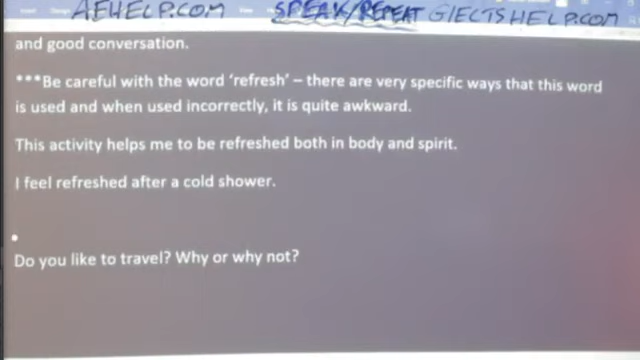 AEHELP.COM SPEAK/REPEAT GIELTSHELP.COM
and good conversation.
***Be careful with the word ‘refresh’ – there are very specific ways that this word
is used and when used incorrectly, it is quite awkward.
This activity helps me to be refreshed both in body and spirit.
I feel refreshed after a cold shower.
Do you like to travel? Why or why not?